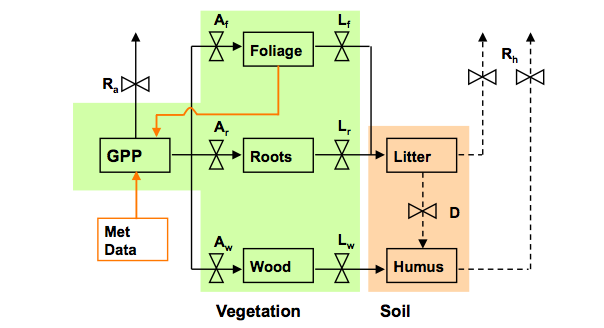 A_f
L_f
Foliage
R_h
R_a
A_r
L_r
GPP
Roots
Litter
D
Met
Data
A_w
L_w
Wood
Humus
Vegetation
Soil